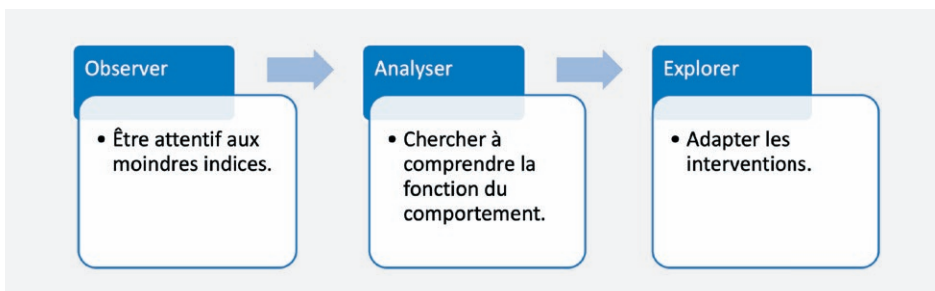 Observer
• Être attentif aux
moindres indices.
Analyser
• Chercher à
comprendre la
fonction du
comportement.
Explorer
• Adapter les
interventions.